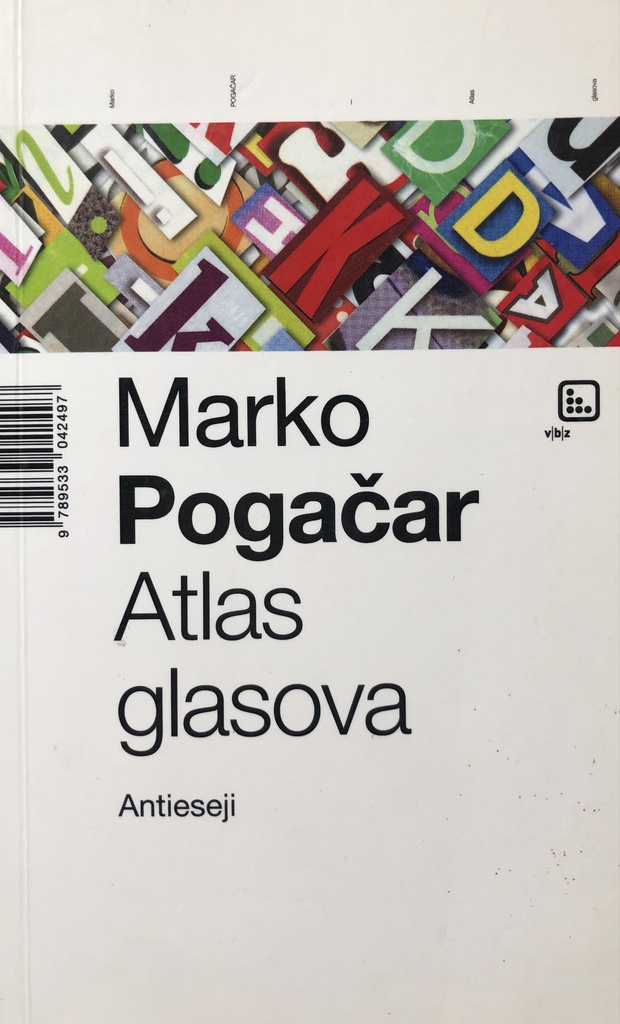 Marko POGAČAR – Atlas glasova
9 789533 042497
v|b|z
Marko
Pogačar
Atlas
glasova
Antieseji